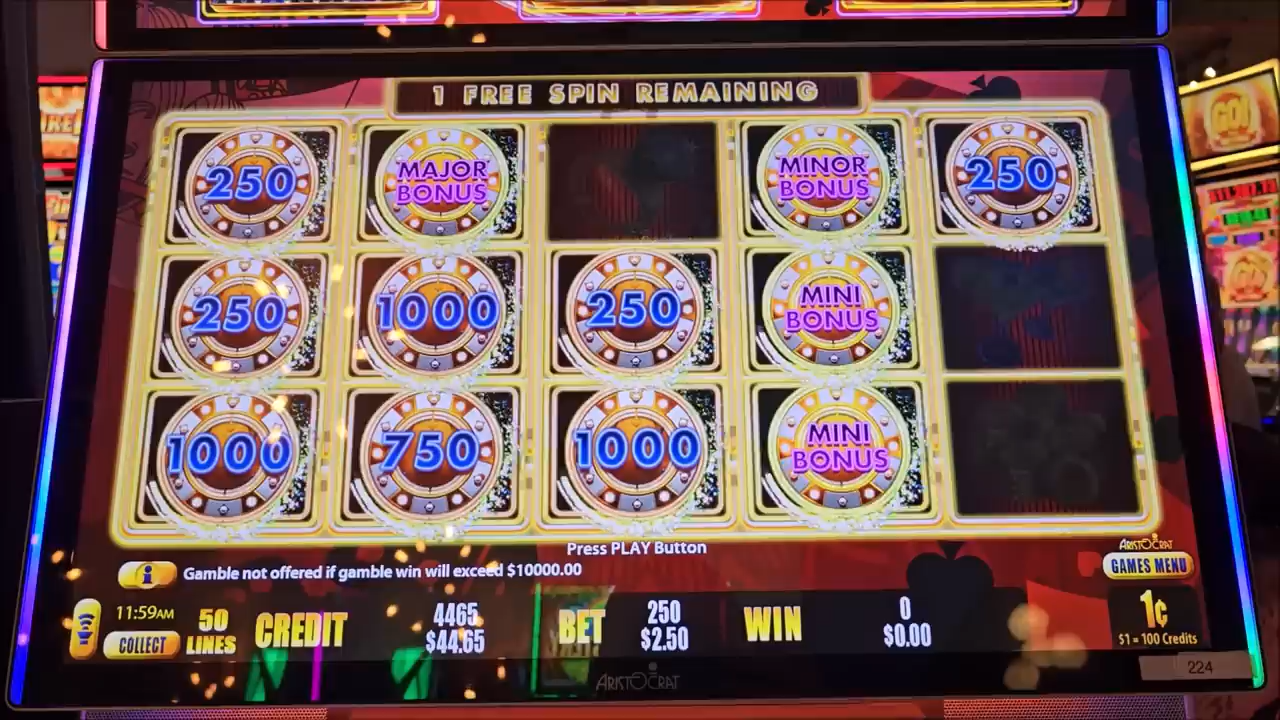 1 FREE SPIN REMAINING
250
MAJOR
BONUS
MINOR
BONUS
250
250
1000
250
MINI
BONUS
1000
750
1000
MINI
BONUS
Press PLAY Button
i Gamble not offered if gamble win will exceed $10000.00
ARISTOCRAT
GAMES MENU
11:59AM
COLLECT
50
LINES
CREDIT
4465
$44.65
BET
250
$2.50
WIN
0
$0.00
1¢
$1 = 100 Credits
224
ARISTOCRAT
GO!
GO!